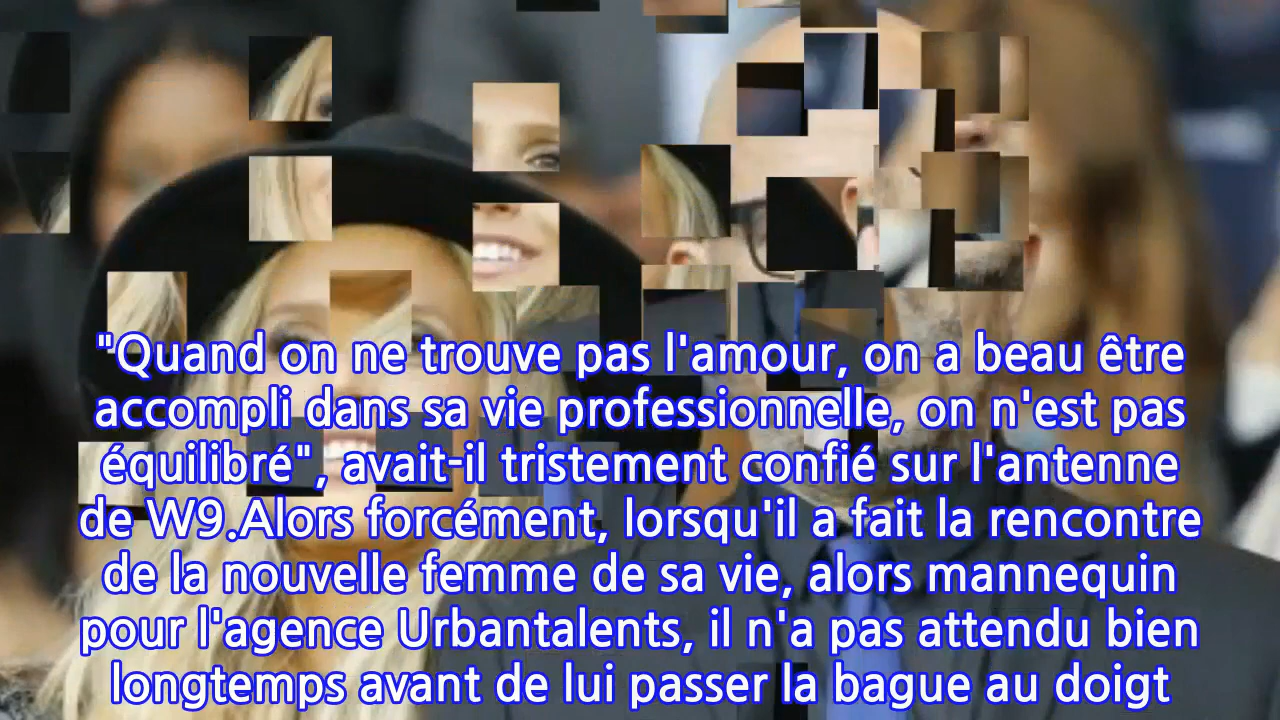 "Quand on ne trouve pas l'amour, on a beau être
accompli dans sa vie professionnelle, on n'est pas
équilibré", avait-il tristement confié sur l'antenne
de W9.Alors forcément, lorsqu'il a fait la rencontre
de la nouvelle femme de sa vie, alors mannequin
pour l'agence Urbantalents, il n'a pas attendu bien
longtemps avant de lui passer la bague au doigt